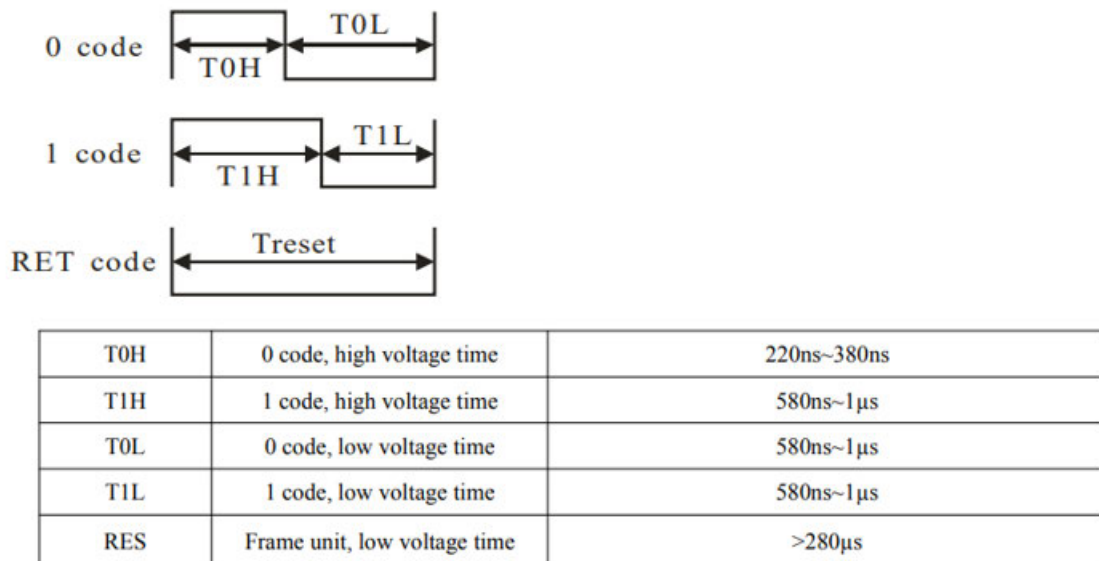 T0L
0 code
T0H
T1L
1 code
T1H
Treset
RET code
T0H 0 code, high voltage time 220ns~380ns
T1H 1 code, high voltage time 580ns~1μs
T0L 0 code, low voltage time 580ns~1μs
T1L 1 code, low voltage time 580ns~1μs
RES Frame unit, low voltage time >280μs